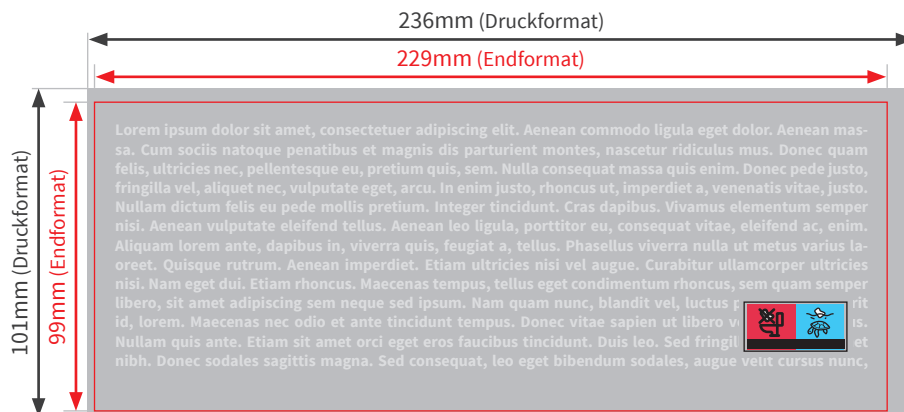 236mm (Druckformat)
229mm (Endformat)
101mm (Druckformat)
99mm (Endformat)
Lorem ipsum dolor sit amet, consectetuer adipiscing elit. Aenean commodo ligula eget dolor. Aenean mas-
sa. Cum sociis natoque penatibus et magnis dis parturient montes, nascetur ridiculus mus. Donec quam
felis, ultricies nec, pellentesque eu, pretium quis, sem. Nulla consequat massa quis enim. Donec pede justo,
fringilla vel, aliquet nec, vulputate eget, arcu. In enim justo, rhoncus ut, imperdiet a, venenatis vitae, justo.
Nullam dictum felis eu pede mollis pretium. Integer tincidunt. Cras dapibus. Vivamus elementum semper
nisi. Aenean vulputate eleifend tellus. Aenean leo ligula, porttitor eu, consequat vitae, eleifend ac, enim.
Aliquam lorem ante, dapibus in, viverra quis, feugiat a, tellus. Phasellus viverra nulla ut metus varius la-
oreet. Quisque rutrum. Aenean imperdiet. Etiam ultricies nisi vel augue. Curabitur ullamcorper ultricies
nisi. Nam eget dui. Etiam rhoncus. Maecenas tempus, tellus eget condimentum rhoncus, sem quam semper
libero, sit amet adipiscing sem neque sed ipsum. Nam quam nunc, blandit vel, luctus
id, lorem. Maecenas nec odio et ante tincidunt tempus. Donec vitae sapien ut libero
Nullam quis ante. Etiam sit amet orci eget eros faucibus tincidunt. Duis leo. Sed et
nibh. Donec sodales sagittis magna. Sed consequat, leo eget bibendum sodales, augue velit cursus nunc,